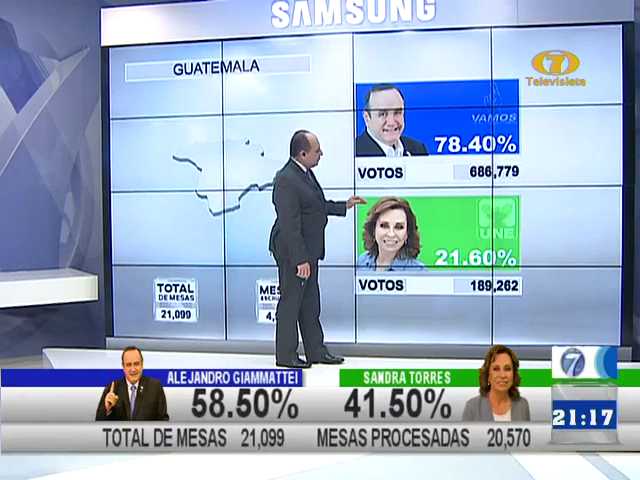 SAMSUNG
GUATEMALA
7
Televisiete
VAMOS
78.40%
VOTOS 686,779
UNE
21.60%
VOTOS 189,262
TOTAL
DE MESAS
21,099
ALEJANDRO GIAMMATTEI
58.50%
SANDRA TORRES
41.50%
7
21:17
TOTAL DE MESAS 21,099 MESAS PROCESADAS 20,570